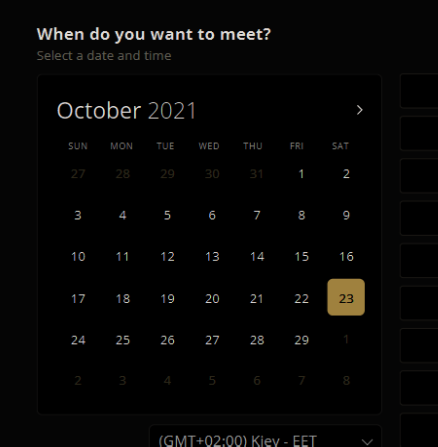 When do you want to meet?
Select a date and time
October 2021
SUN MON TUE WED THU FRI SAT
27 28 29 30 31 1 2
3 4 5 6 7 8 9
10 11 12 13 14 15 16
17 18 19 20 21 22 23
24 25 26 27 28 29 1
2 3 4 5 6 7 8
(GMT+02:00) Kiev - EET